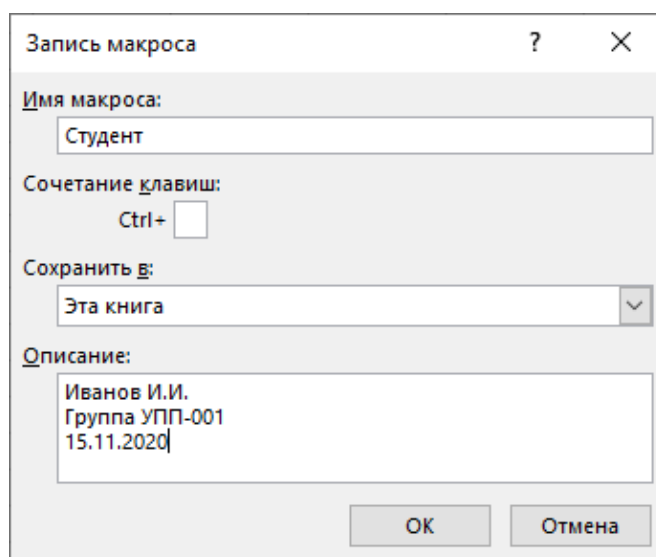 Запись макроса
?
Имя макроса:
Студент
Сочетание клавиш:
Ctrl+
Сохранить в:
Эта книга
Описание:
Иванов И.И.
Группа УПП-001
15.11.2020
ОК
Отмена